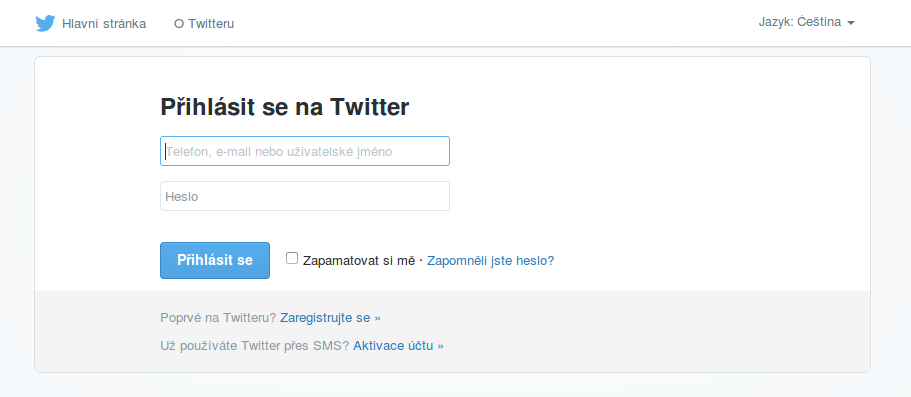 Hlavní stránka O Twitteru Jazyk: Čeština
Přihlásit se na Twitter
Telefon, e-mail nebo uživatelské jméno
Heslo
Přihlásit se Zapamatovat si mě · Zapomněli jste heslo?
Poprvé na Twitteru? Zaregistrujte se »
Už používáte Twitter přes SMS? Aktivace účtu »